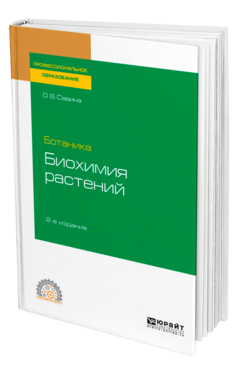 ПРОФЕССИОНАЛЬНОЕ
ОБРАЗОВАНИЕ
О. В. Савина
Ботаника
Биохимия
растений
2-е издание
юрайт